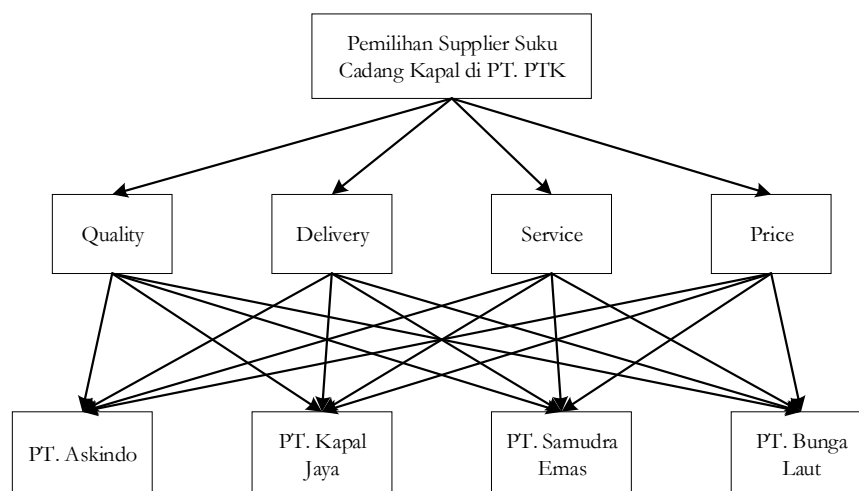 Pemilihan Supplier Suku
Cadang Kapal di PT. PTK
Quality
Delivery
Service
Price
PT. Askindo
PT. Kapal
Jaya
PT. Samudra
Emas
PT. Bunga
Laut